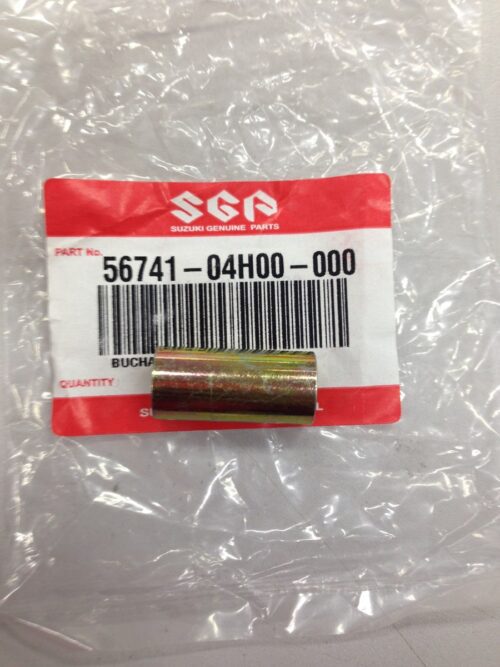 SGP
SUZUKI GENUINE PARTS
PART No.
56741-04H00-000
QUANTITY